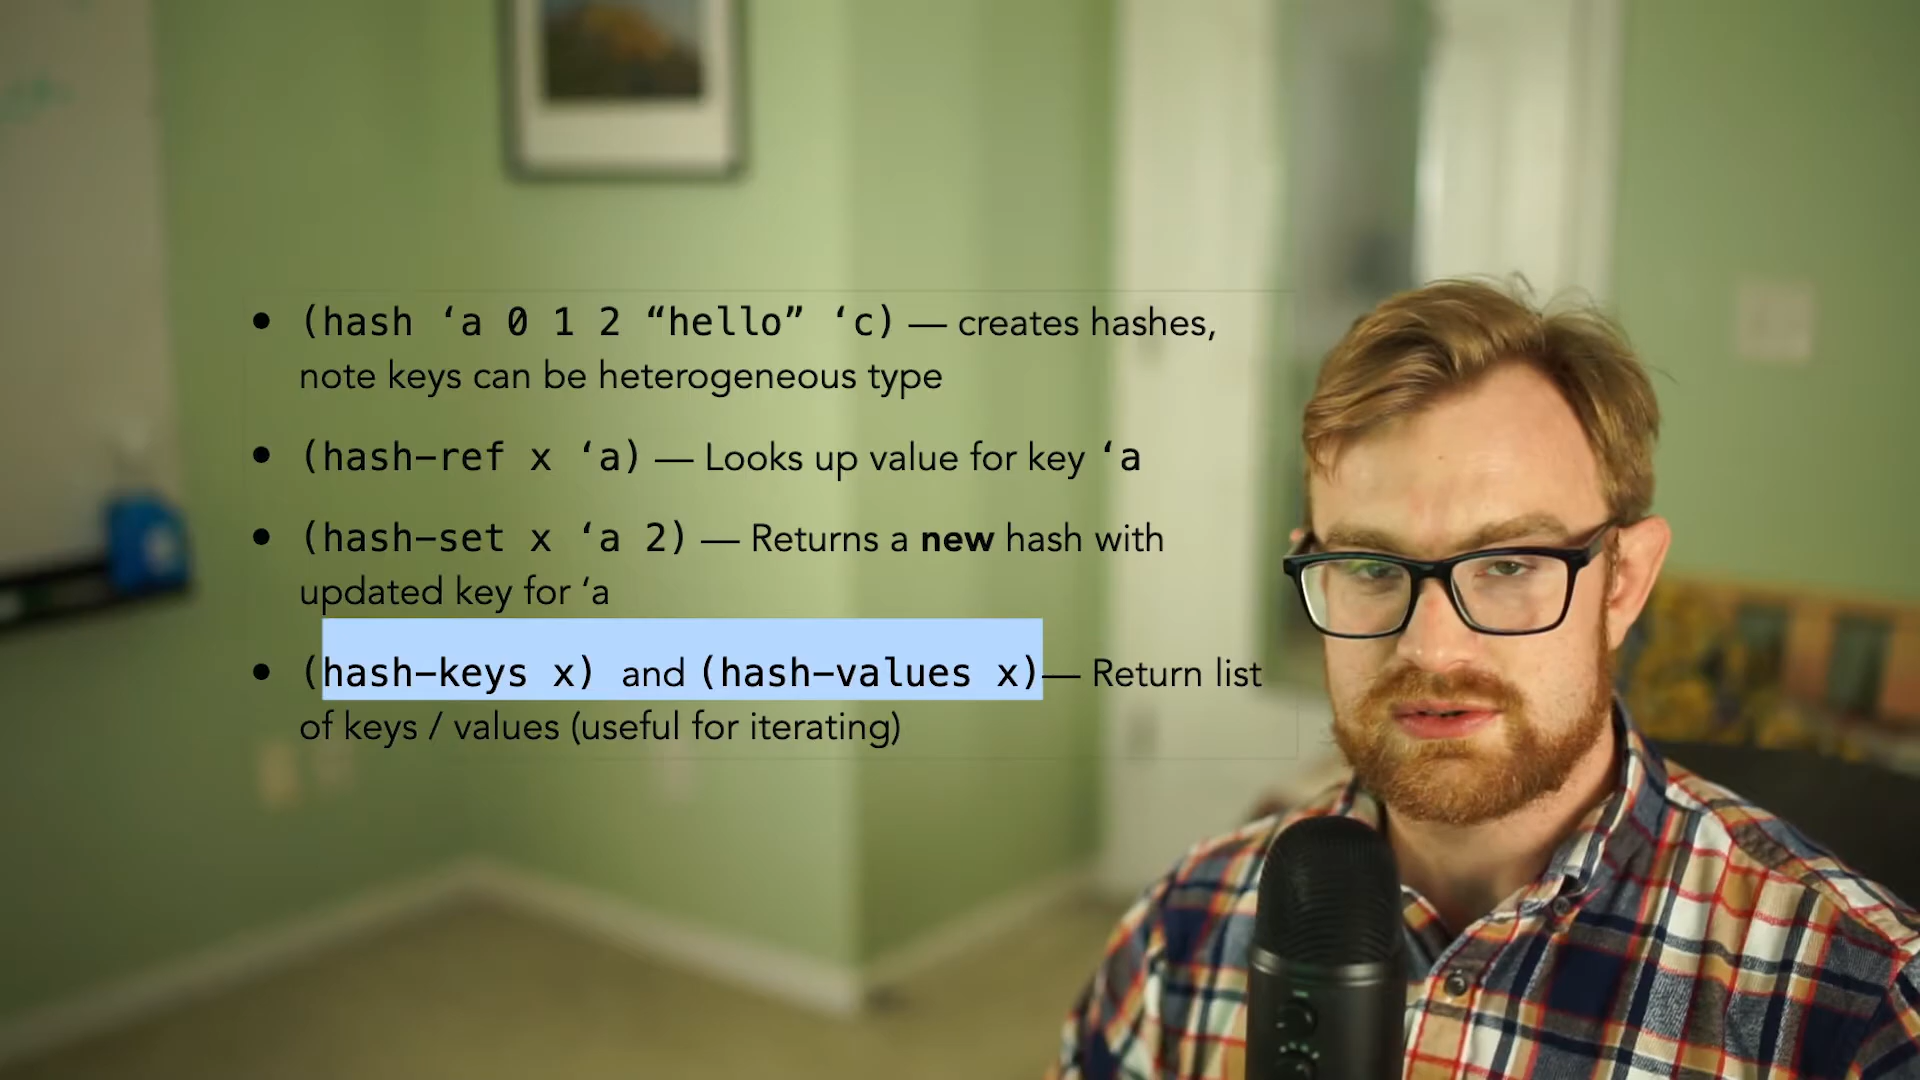 • (hash ‘a 0 1 2 “hello” ‘c) — creates hashes,
note keys can be heterogeneous type
• (hash-ref x ‘a) — Looks up value for key ‘a
• (hash-set x ‘a 2) — Returns a new hash with
updated key for ‘a
• (hash-keys x) and (hash-values x)— Return list
of keys / values (useful for iterating)